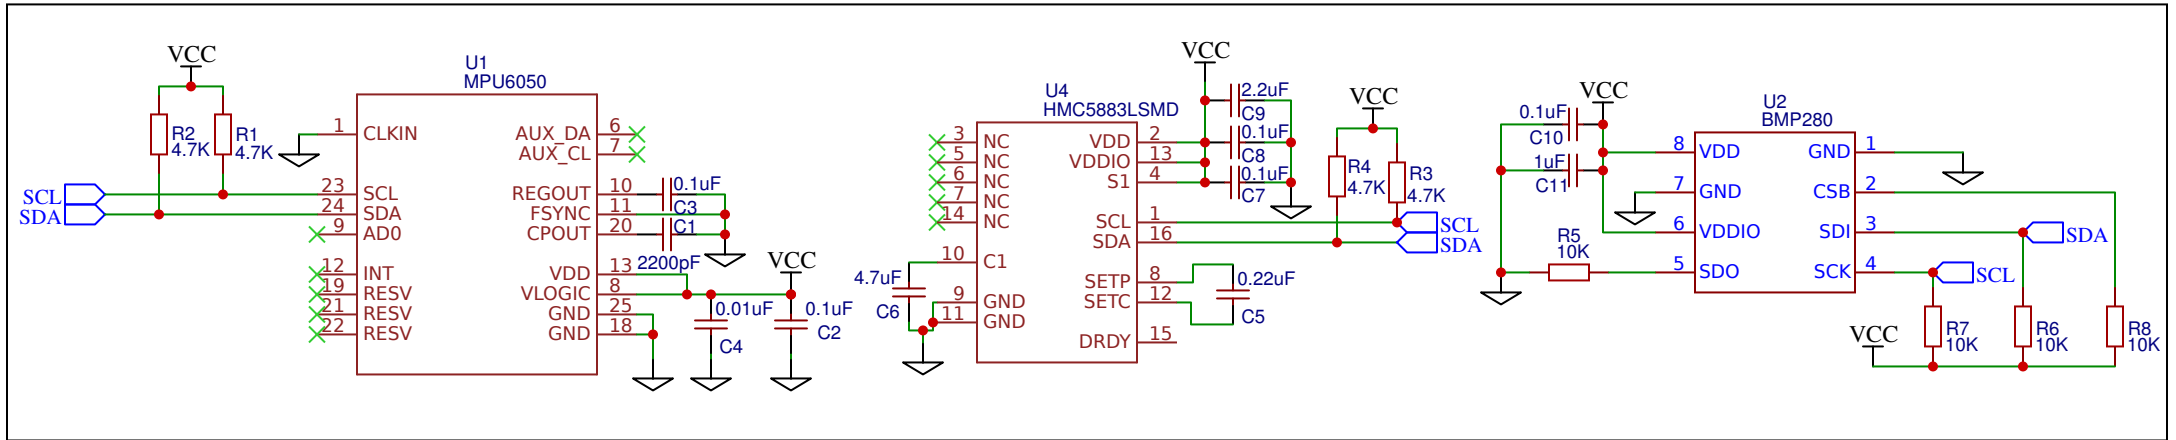 VCC
R2
4.7K
R1
4.7K
SCL
SDA
U1
MPU6050
1 CLKIN
23 SCL
24 SDA
9 AD0
12 INT
19 RESV
21 RESV
22 RESV
AUX_DA 6
AUX_CL 7
REGOUT 10
FSYNC 11
CPOUT 20
VDD 13
VLOGIC 8
GND 25
GND 18
0.1uF
C3
C1
2200pF
VCC
0.01uF
C4
0.1uF
C2
U4
HMC5883LSMD
3 NC
5 NC
6 NC
7 NC
14 NC
10 C1
9 GND
11 GND
VDD 2
VDDIO 13
S1 4
SCL 1
SDA 16
SETP 8
SETC 12
DRDY 15
4.7uF
C6
VCC
2.2uF
C9
0.1uF
C8
0.1uF
C7
VCC
R4
4.7K
R3
4.7K
SCL
SDA
0.22uF
C5
VCC
0.1uF
C10
1uF
C11
R5
10K
U2
BMP280
8 VDD
7 GND
6 VDDIO
5 SDO
GND 1
CSB 2
SDI 3
SCK 4
SDA
SCL
VCC
R7
10K
R6
10K
R8
10K